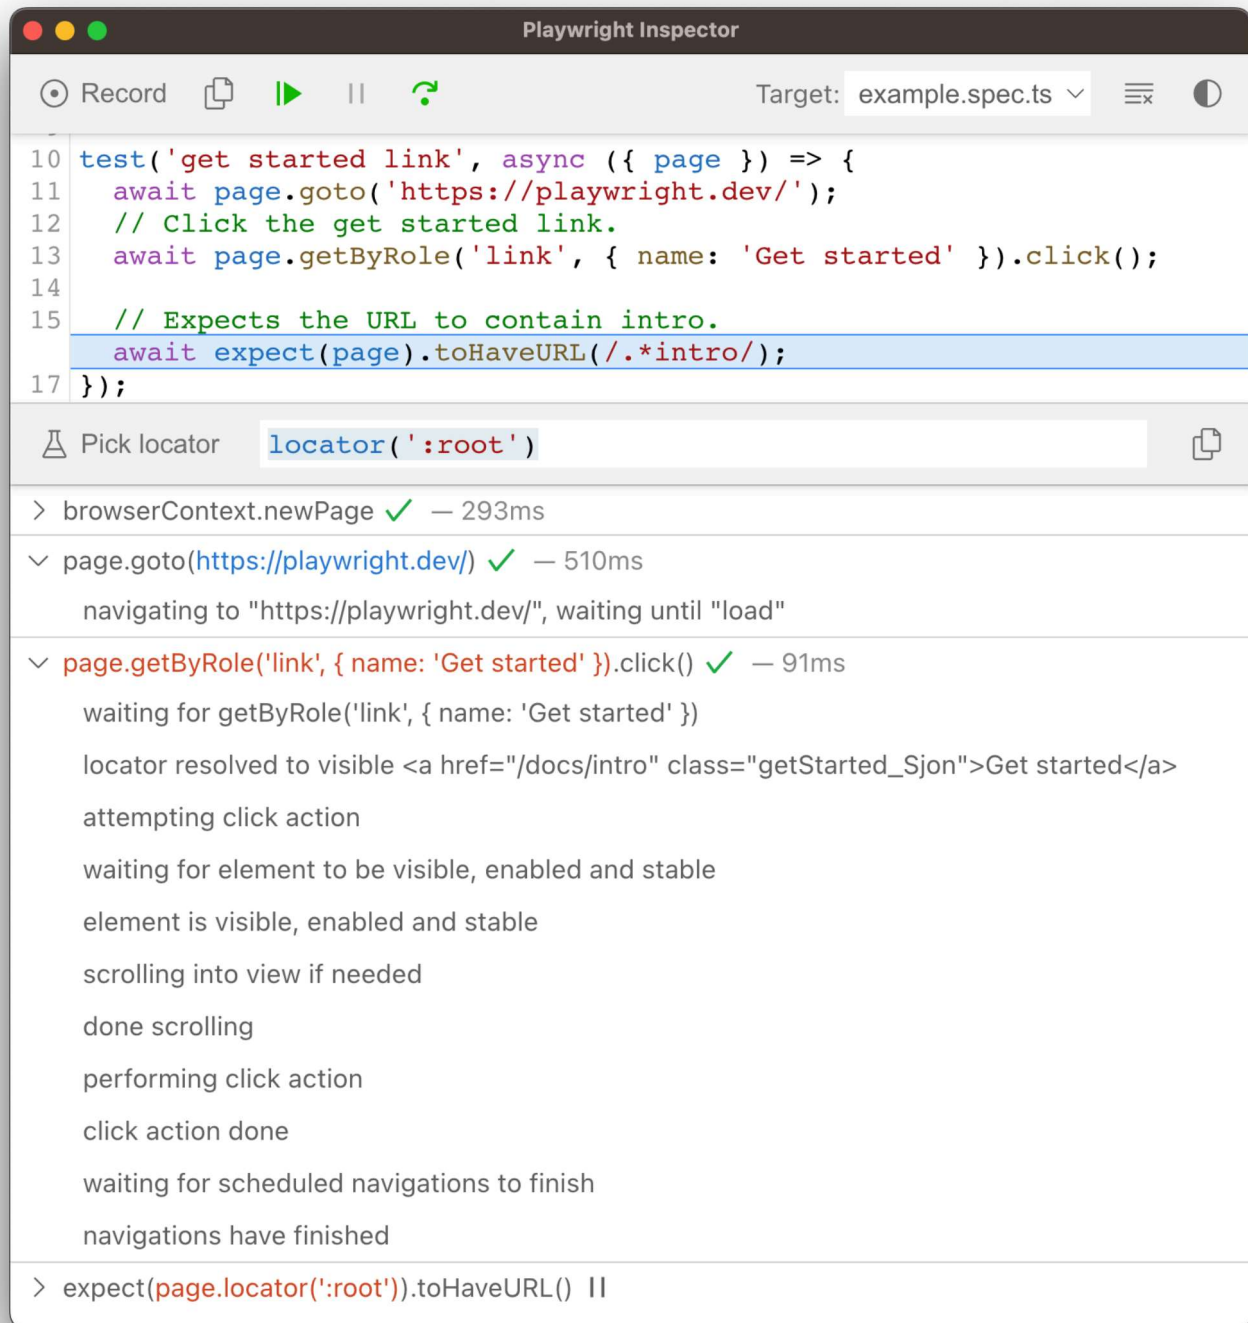 Playwright Inspector
Record Target: example.spec.ts
10 test('get started link', async ({ page }) => {
11 await page.goto('https://playwright.dev/');
12 // Click the get started link.
13 await page.getByRole('link', { name: 'Get started' }).click();
14
15 // Expects the URL to contain intro.
await expect(page).toHaveURL(/.*intro/);
17 });
Pick locator locator(':root')
browserContext.newPage ✓ — 293ms
page.goto(https://playwright.dev/) ✓ — 510ms
navigating to "https://playwright.dev/", waiting until "load"
page.getByRole('link', { name: 'Get started' }).click() ✓ — 91ms
waiting for getByRole('link', { name: 'Get started' })
locator resolved to visible <a href="/docs/intro" class="getStarted_Sjon">Get started</a>
attempting click action
waiting for element to be visible, enabled and stable
element is visible, enabled and stable
scrolling into view if needed
done scrolling
performing click action
click action done
waiting for scheduled navigations to finish
navigations have finished
expect(page.locator(':root')).toHaveURL()